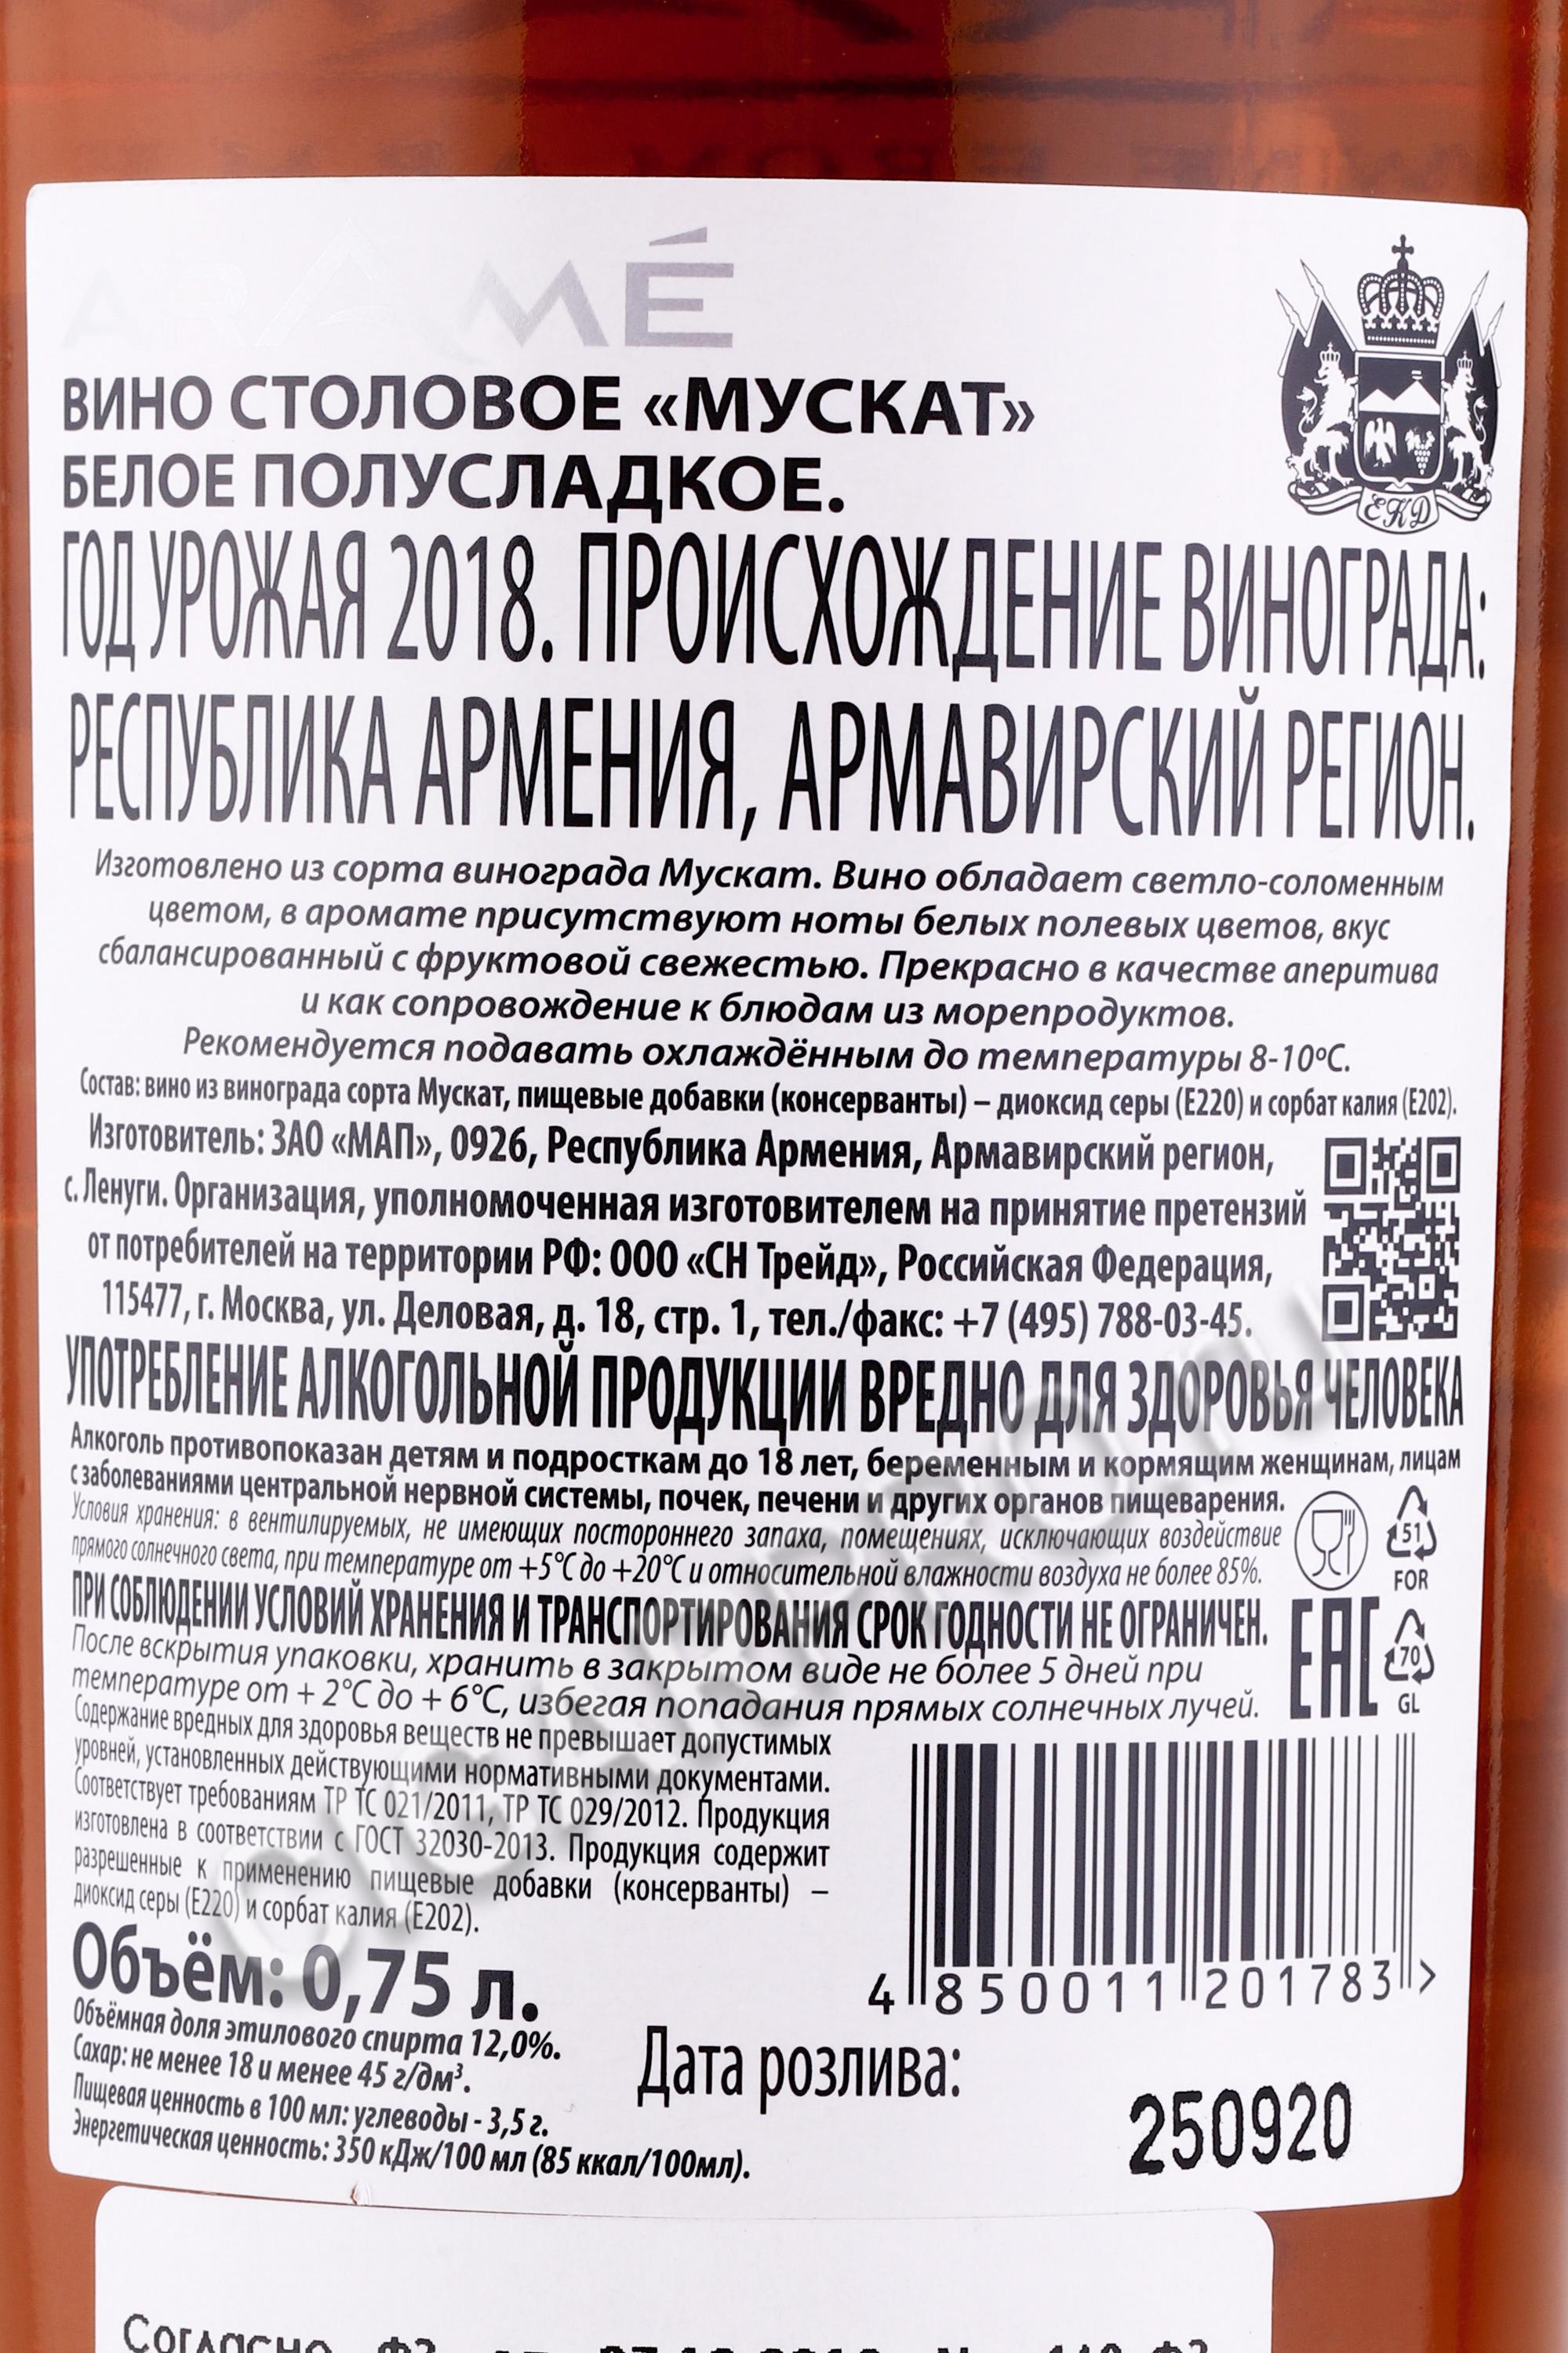 ARAMÉ
ВИНО СТОЛОВОЕ «МУСКАТ»
БЕЛОЕ ПОЛУСЛАДКОЕ.
ГОД УРОЖАЯ 2018. ПРОИСХОЖДЕНИЕ ВИНОГРАДА:
РЕСПУБЛИКА АРМЕНИЯ, АРМАВИРСКИЙ РЕГИОН.
Изготовлено из сорта винограда Мускат. Вино обладает светло-соломенным
цветом, в аромате присутствуют ноты белых полевых цветов, вкус
сбалансированный с фруктовой свежестью. Прекрасно в качестве аперитива
и как сопровождение к блюдам из морепродуктов.
Рекомендуется подавать охлаждённым до температуры 8-10ºС.
Состав: вино из винограда сорта Мускат, пищевые добавки (консерванты) – диоксид серы (Е220) и сорбат калия (Е202).
Изготовитель: ЗАО «МАП», 0926, Республика Армения, Армавирский регион,
с. Ленуги. Организация, уполномоченная изготовителем на принятие претензий
от потребителей на территории РФ: ООО «СН Трейд», Российская Федерация,
115477, г. Москва, ул. Деловая, д. 18, стр. 1, тел./факс: +7 (495) 788-03-45.
УПОТРЕБЛЕНИЕ АЛКОГОЛЬНОЙ ПРОДУКЦИИ ВРЕДНО ДЛЯ ЗДОРОВЬЯ ЧЕЛОВЕКА
Алкоголь противопоказан детям и подросткам до 18 лет, беременным и кормящим женщинам, лицам
с заболеваниями центральной нервной системы, почек, печени и других органов пищеварения.
Условия хранения: в вентилируемых, не имеющих постороннего запаха, помещениях, исключающих воздействие
прямого солнечного света, при температуре от +5°С до +20°С и относительной влажности воздуха не более 85%.
ПРИ СОБЛЮДЕНИИ УСЛОВИЙ ХРАНЕНИЯ И ТРАНСПОРТИРОВАНИЯ СРОК ГОДНОСТИ НЕ ОГРАНИЧЕН.
После вскрытия упаковки, хранить в закрытом виде не более 5 дней при
температуре от + 2°С до + 6°С, избегая попадания прямых солнечных лучей.
Содержание вредных для здоровья веществ не превышает допустимых
уровней, установленных действующими нормативными документами.
Соответствует требованиям ТР ТС 021/2011, ТР ТС 029/2012. Продукция
изготовлена в соответствии с ГОСТ 32030-2013. Продукция содержит
разрешенные к применению пищевые добавки (консерванты) –
диоксид серы (Е220) и сорбат калия (Е202).
Объём: 0,75 л.
Объёмная доля этилового спирта 12,0%.
Сахар: не менее 18 и менее 45 г/дм³.
Пищевая ценность в 100 мл: углеводы - 3,5 г.
Энергетическая ценность: 350 кДж/100 мл (85 ккал/100мл).
ЕКД
51
FOR
EAC
70
GL
4 850011 201783 >
Дата розлива:
250920
CIGARPRO.ru
Согласно ФЗ